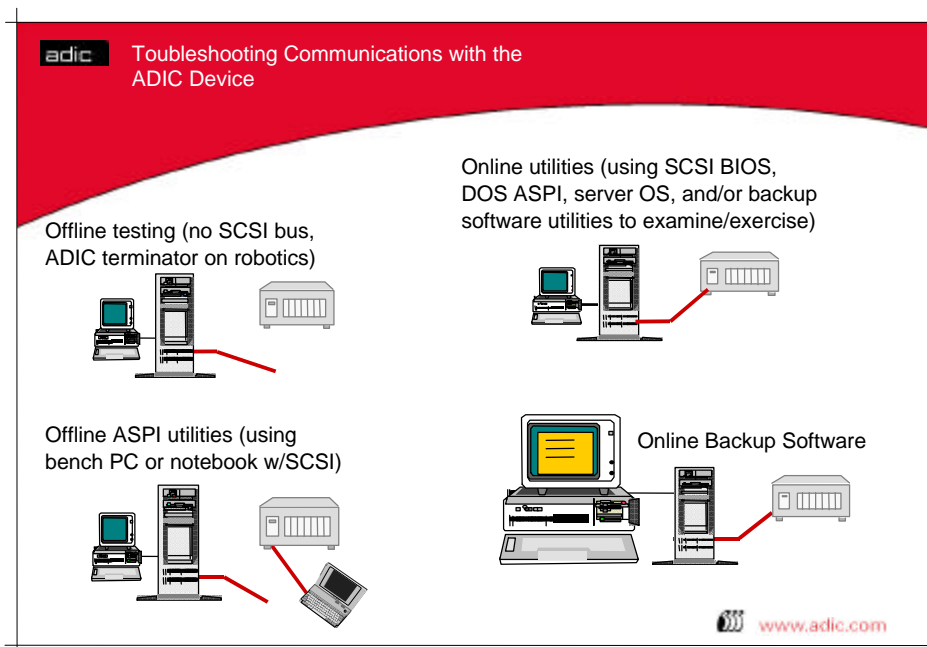 adic
Toubleshooting Communications with the
ADIC Device
Online utilities (using SCSI BIOS,
DOS ASPI, server OS, and/or backup
software utilities to examine/exercise)
Offline testing (no SCSI bus,
ADIC terminator on robotics)
Offline ASPI utilities (using
bench PC or notebook w/SCSI)
Online Backup Software
www.adic.com